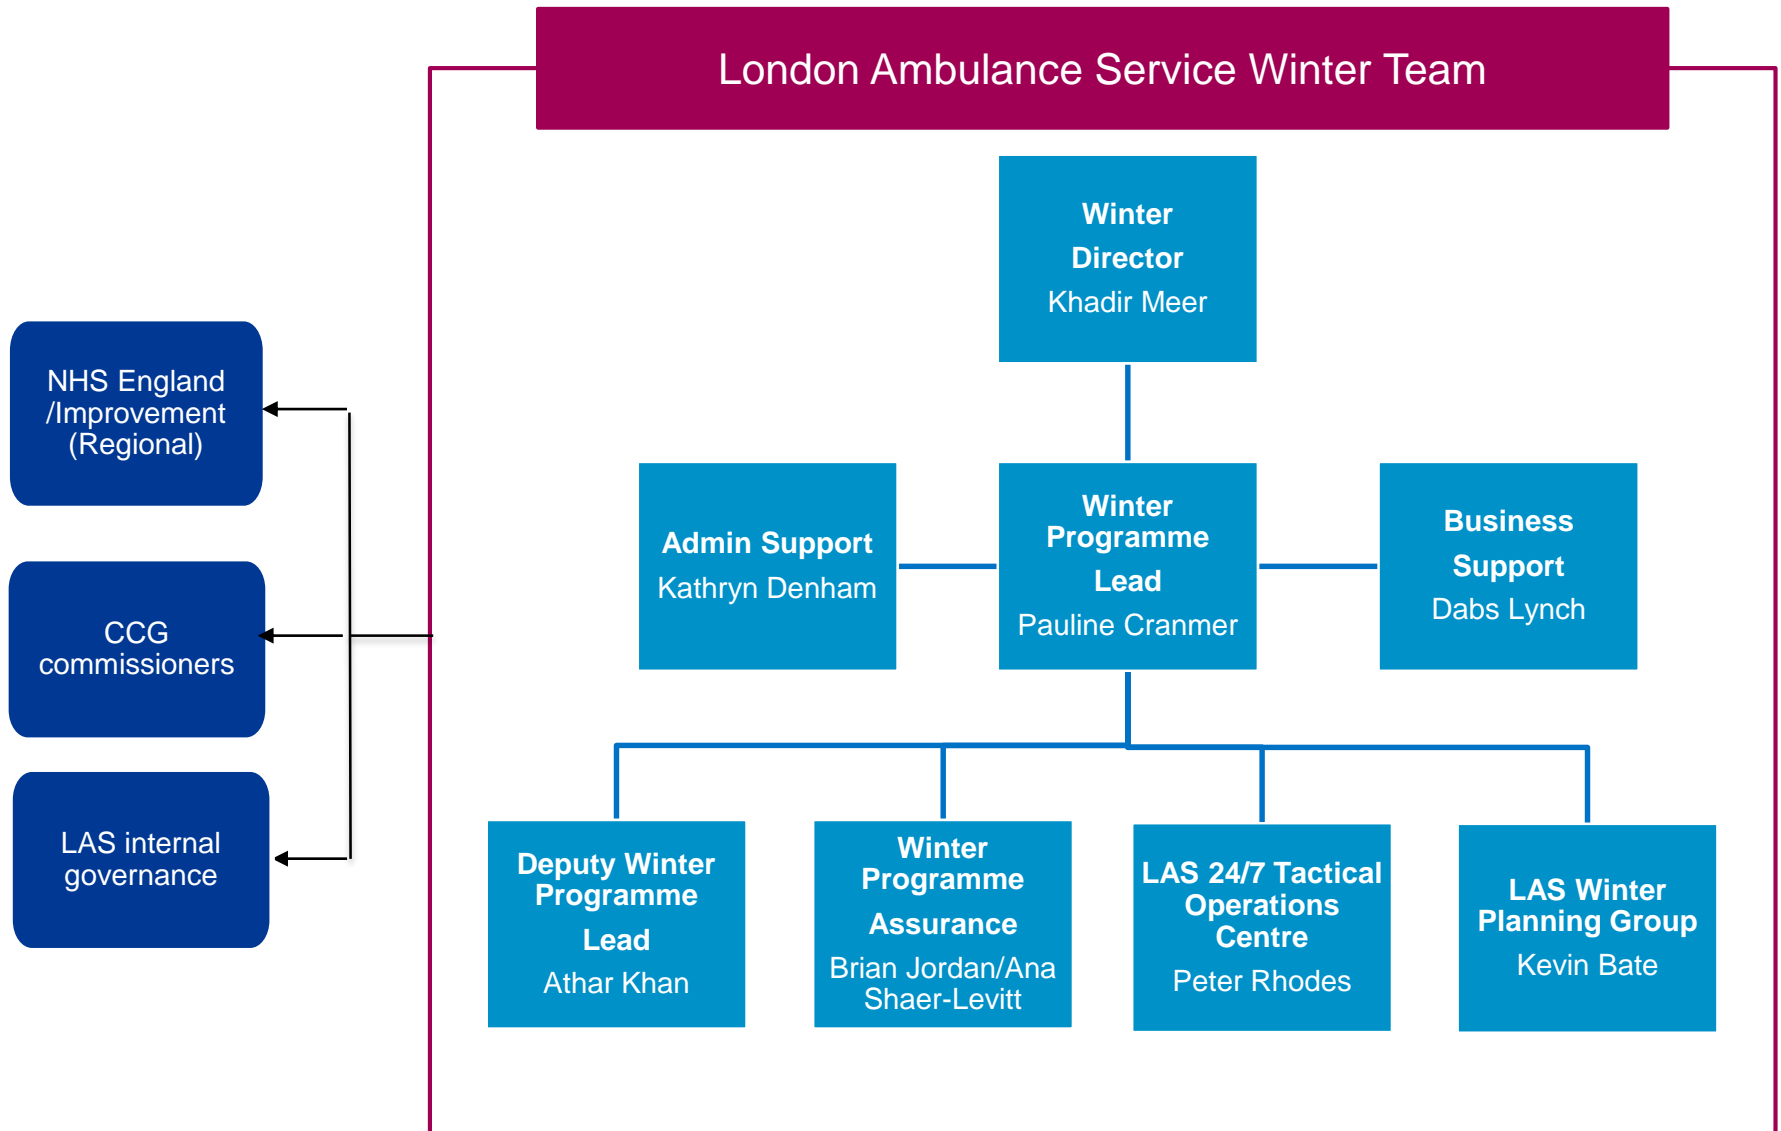 London Ambulance Service Winter Team
Winter
Director
Khadir Meer
NHS England
/Improvement
(Regional)
CCG
commissioners
LAS internal
governance
Admin Support
Kathryn Denham
Winter
Programme
Lead
Pauline Cranmer
Business
Support
Dabs Lynch
Deputy Winter
Programme
Lead
Athar Khan
Winter
Programme
Assurance
Brian Jordan/Ana
Shaer-Levitt
LAS 24/7 Tactical
Operations
Centre
Peter Rhodes
LAS Winter
Planning Group
Kevin Bate